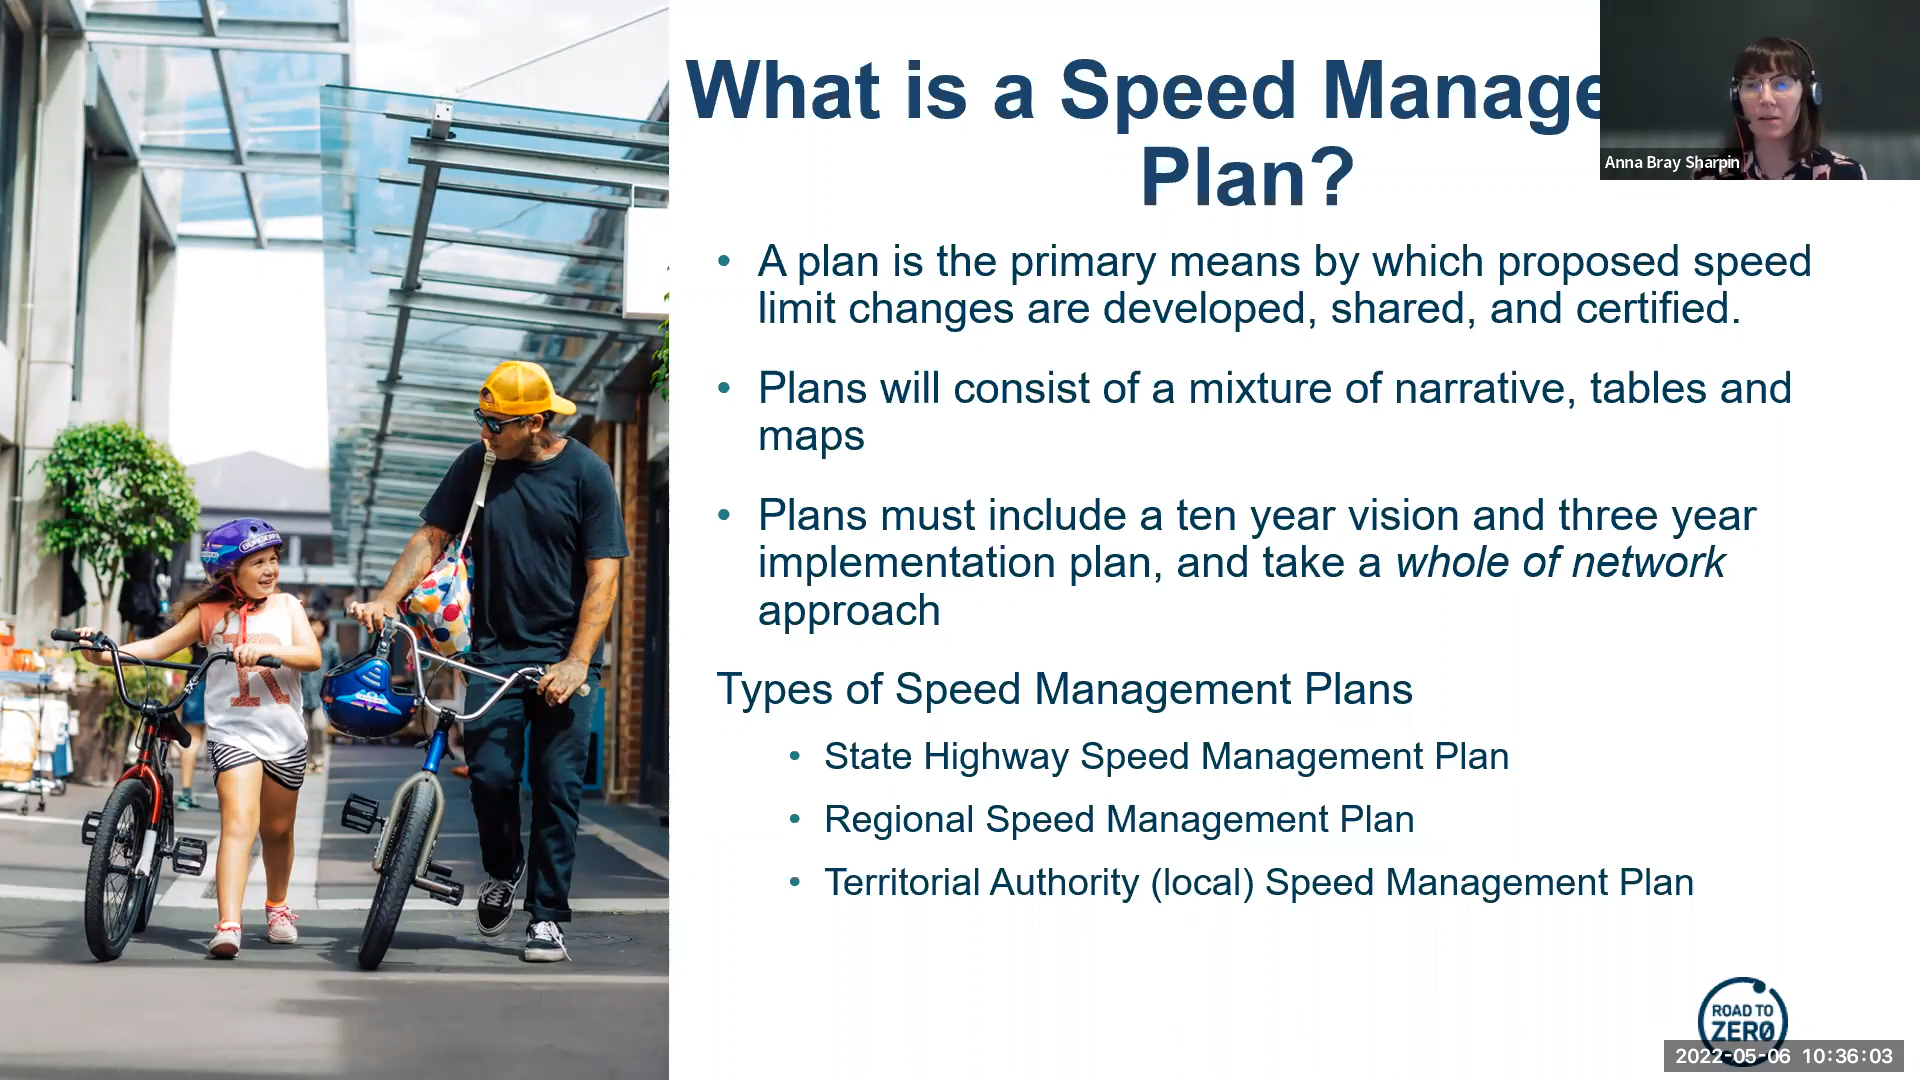 What is a Speed Manage
Plan?
Anna Bray Sharpin
• A plan is the primary means by which proposed speed
limit changes are developed, shared, and certified.
• Plans will consist of a mixture of narrative, tables and
maps
• Plans must include a ten year vision and three year
implementation plan, and take a whole of network
approach
Types of Speed Management Plans
• State Highway Speed Management Plan
• Regional Speed Management Plan
• Territorial Authority (local) Speed Management Plan
R
ROAD TO
ZERO
2022-05-06 10:36:03